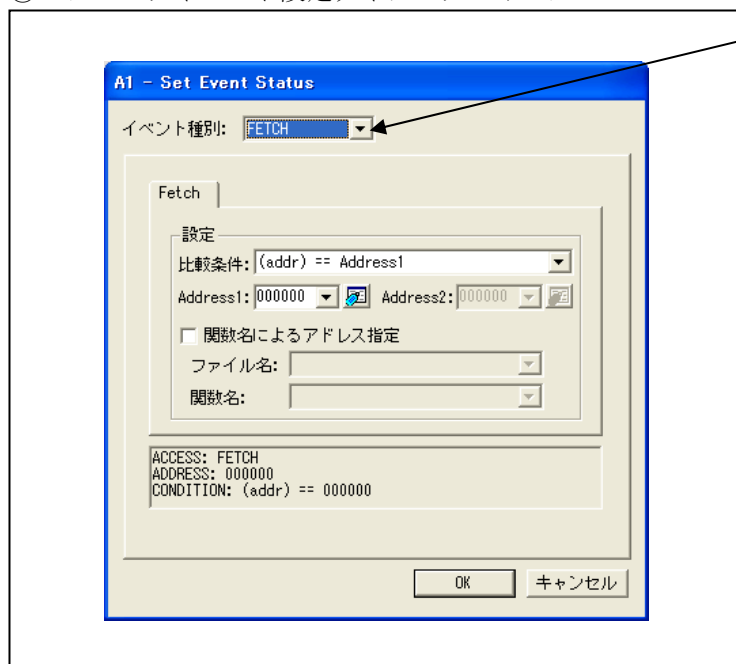 A1 - Set Event Status
イベント種別: FETCH
Fetch
設定
比較条件: (addr) == Address1
Address1: 000000 Address2: 000000
関数名によるアドレス指定
ファイル名:
関数名:
ACCESS: FETCH
ADDRESS: 000000
CONDITION: (addr) == 000000
OK キャンセル